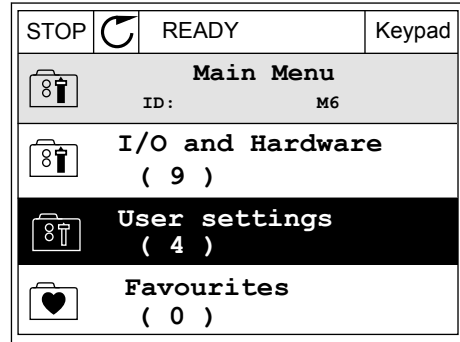 STOP READY Keypad
Main Menu
ID: M6
I/O and Hardware
( 9 )
User settings
( 4 )
Favourites
( 0 )